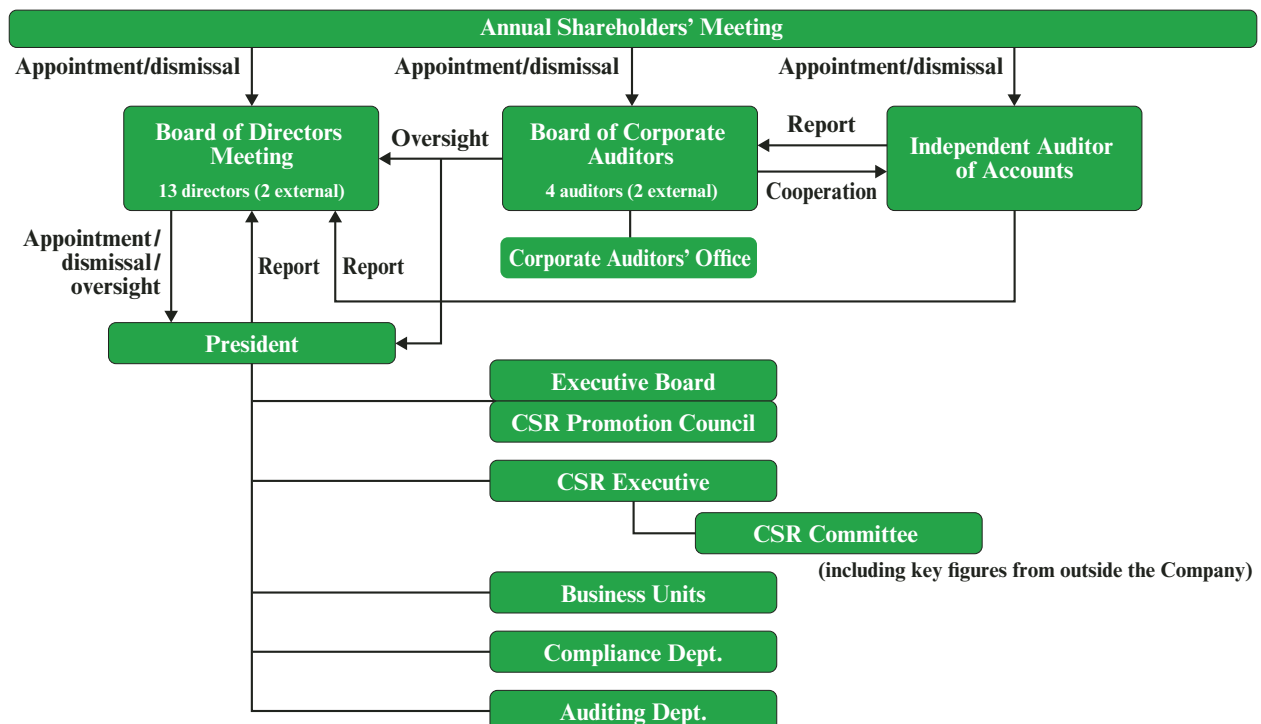 Annual Shareholders' Meeting
Appointment/dismissal
Appointment/dismissal
Appointment/dismissal
Board of Directors
Meeting
13 directors (2 external)
Oversight
Board of Corporate
Auditors
4 auditors (2 external)
Report
Cooperation
Independent Auditor
of Accounts
Corporate Auditors' Office
Appointment/
dismissal/
oversight
Report
Report
President
Executive Board
CSR Promotion Council
CSR Executive
CSR Committee
(including key figures from outside the Company)
Business Units
Compliance Dept.
Auditing Dept.